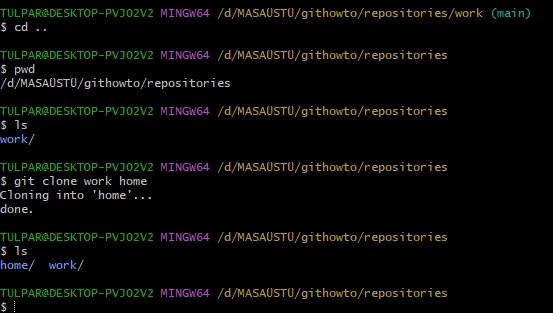 TULPAR@DESKTOP-PVJO2V2 MINGW64 /d/MASAÜSTÜ/githowto/repositories/work (main)
$ cd ..
TULPAR@DESKTOP-PVJO2V2 MINGW64 /d/MASAÜSTÜ/githowto/repositories
$ pwd
/d/MASAÜSTÜ/githowto/repositories
TULPAR@DESKTOP-PVJO2V2 MINGW64 /d/MASAÜSTÜ/githowto/repositories
$ ls
work/
TULPAR@DESKTOP-PVJO2V2 MINGW64 /d/MASAÜSTÜ/githowto/repositories
$ git clone work home
Cloning into 'home'...
done.
TULPAR@DESKTOP-PVJO2V2 MINGW64 /d/MASAÜSTÜ/githowto/repositories
$ ls
home/  work/
TULPAR@DESKTOP-PVJO2V2 MINGW64 /d/MASAÜSTÜ/githowto/repositories
$